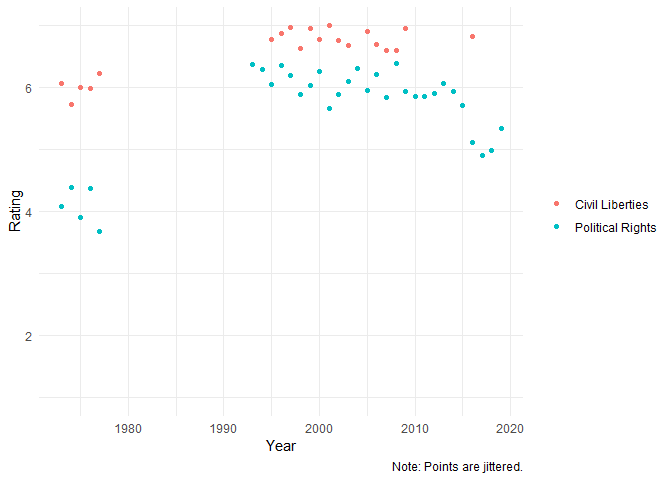 Rating
6
4
2
1980
1990
2000
2010
2020
Year
Civil Liberties
Political Rights
Note: Points are jittered.